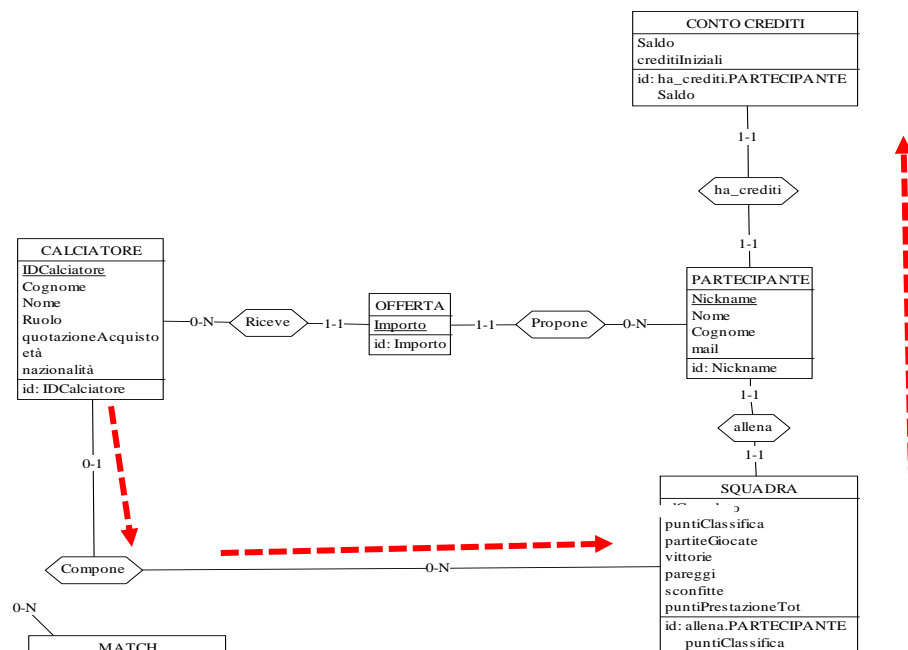 CONTO CREDITI
Saldo
creditiIniziali
id: ha_crediti.PARTECIPANTE
Saldo
1-1
ha_crediti
1-1
CALCIATORE
IDCalciatore
Cognome
Nome
Ruolo
quotazioneAcquisto
età
nazionalità
id: IDCalciatore
0-N
Riceve
1-1
OFFERTA
Importo
id: Importo
1-1
Propone
0-N
PARTECIPANTE
Nickname
Nome
Cognome
mail
id: Nickname
1-1
allena
1-1
0-1
Compone
0-N
SQUADRA
puntiClassifica
partiteGiocate
vittorie
pareggi
sconfitte
puntiPrestazioneTot
id: allena.PARTECIPANTE
puntiClassifica
0-N
MATCH